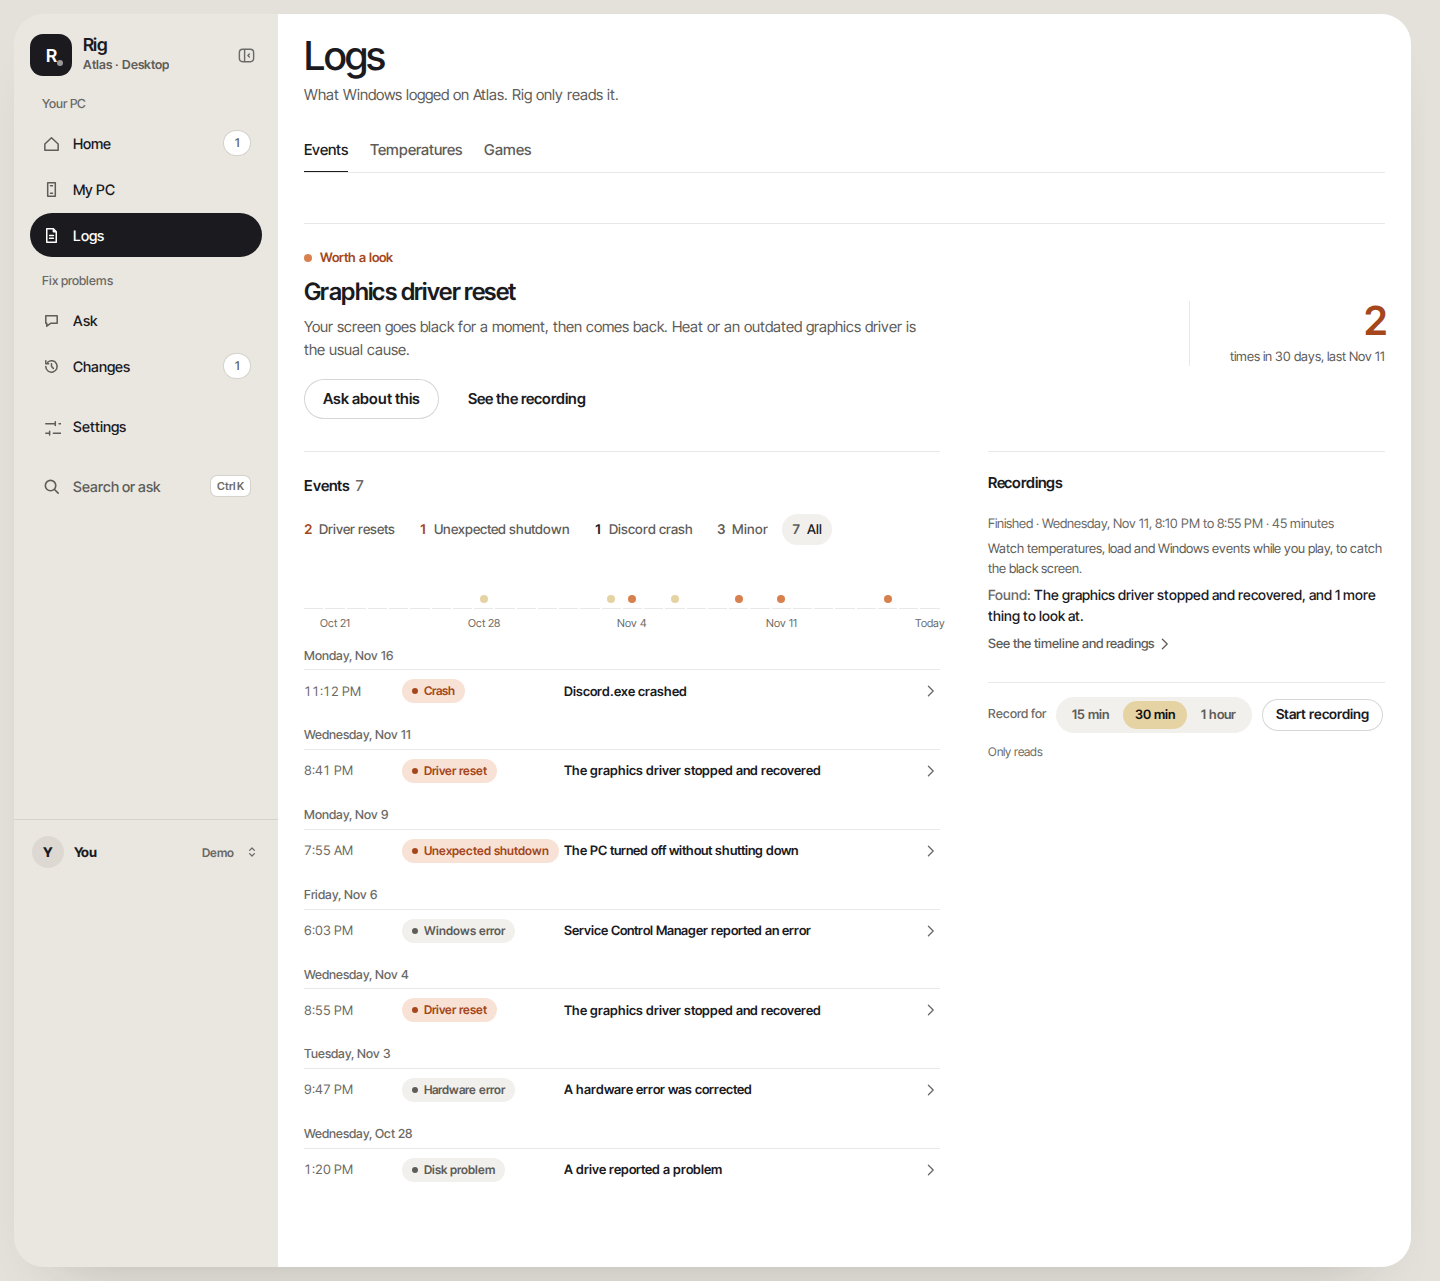 R
Rig
Atlas · Desktop
Your PC
Home 1
My PC
Logs
Fix problems
Ask
Changes 1
Settings
Search or ask Ctrl K
Y You Demo
Logs
What Windows logged on Atlas. Rig only reads it.
Events Temperatures Games
Worth a look
Graphics driver reset
Your screen goes black for a moment, then comes back. Heat or an outdated graphics driver is
the usual cause.
Ask about this See the recording
2
times in 30 days, last Nov 11
Events 7
2 Driver resets 1 Unexpected shutdown 1 Discord crash 3 Minor 7 All
Oct 21 Oct 28 Nov 4 Nov 11 Today
Monday, Nov 16
11:12 PM Crash Discord.exe crashed
Wednesday, Nov 11
8:41 PM Driver reset The graphics driver stopped and recovered
Monday, Nov 9
7:55 AM Unexpected shutdown The PC turned off without shutting down
Friday, Nov 6
6:03 PM Windows error Service Control Manager reported an error
Wednesday, Nov 4
8:55 PM Driver reset The graphics driver stopped and recovered
Tuesday, Nov 3
9:47 PM Hardware error A hardware error was corrected
Wednesday, Oct 28
1:20 PM Disk problem A drive reported a problem
Recordings
Finished · Wednesday, Nov 11, 8:10 PM to 8:55 PM · 45 minutes
Watch temperatures, load and Windows events while you play, to catch
the black screen.
Found: The graphics driver stopped and recovered, and 1 more
thing to look at.
See the timeline and readings
Record for 15 min 30 min 1 hour Start recording
Only reads